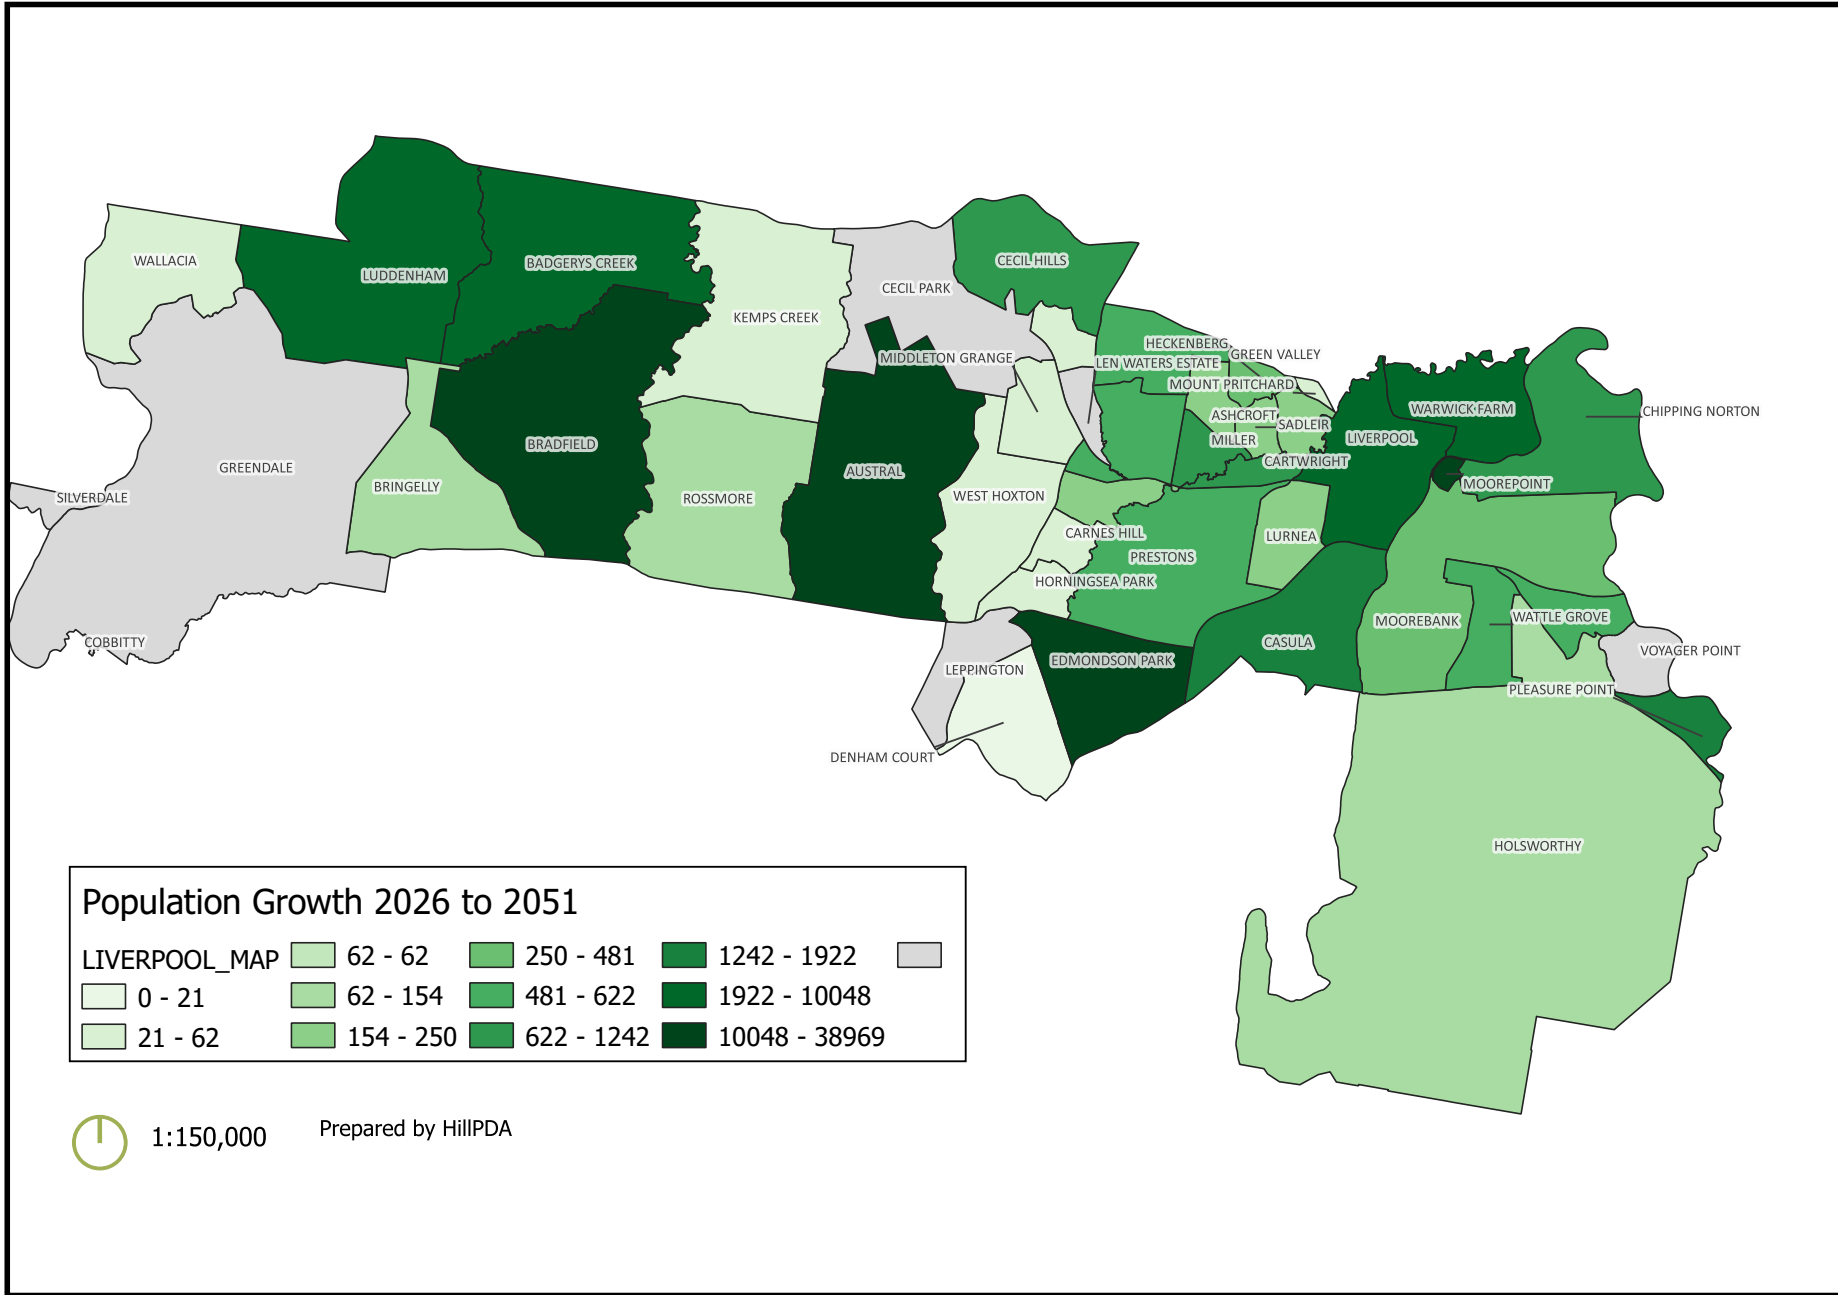 WALLACIA
LUDDENHAM
BADGERYS CREEK
KEMPS CREEK
CECIL PARK
CECIL HILLS
MIDDLETON GRANGE
HECKENBERG
GREEN VALLEY
LEN WATERS ESTATE
MOUNT PRITCHARD
ASHCROFT
SADLEIR
MILLER
CARTWRIGHT
LIVERPOOL
WARWICK FARM
CHIPPING NORTON
MOOREPOINT
GREENDALE
SILVERDALE
BRINGELLY
BRADFIELD
ROSSMORE
AUSTRAL
WEST HOXTON
CARNES HILL
PRESTONS
LURNEA
HORNINGSEA PARK
COBBITTY
LEPPINGTON
EDMONDSON PARK
CASULA
MOOREBANK
WATTLE GROVE
VOYAGER POINT
PLEASURE POINT
DENHAM COURT
HOLSWORTHY
Population Growth 2026 to 2051
LIVERPOOL_MAP
0 - 21
21 - 62
62 - 62
62 - 154
154 - 250
250 - 481
481 - 622
622 - 1242
1242 - 1922
1922 - 10048
10048 - 38969
1:150,000
Prepared by HillPDA